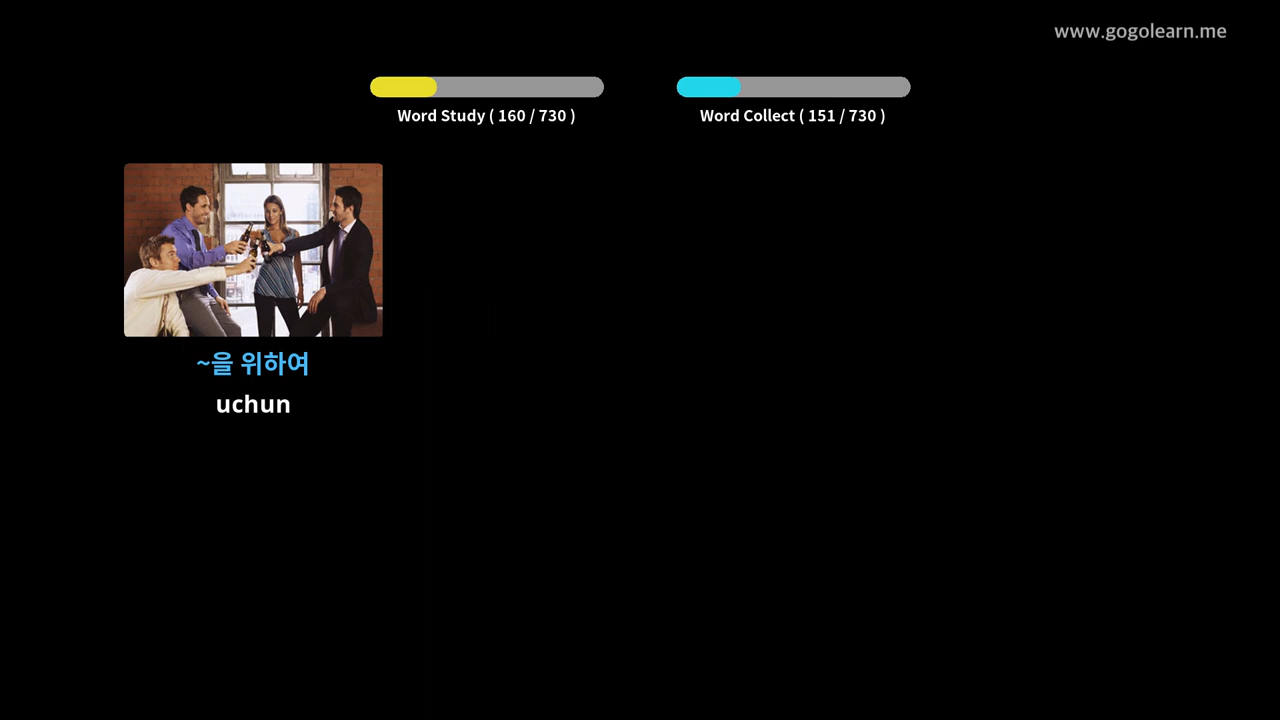 www.gogolearn.me
Word Study ( 160 / 730 )
Word Collect ( 151 / 730 )
~을 위하여
uchun